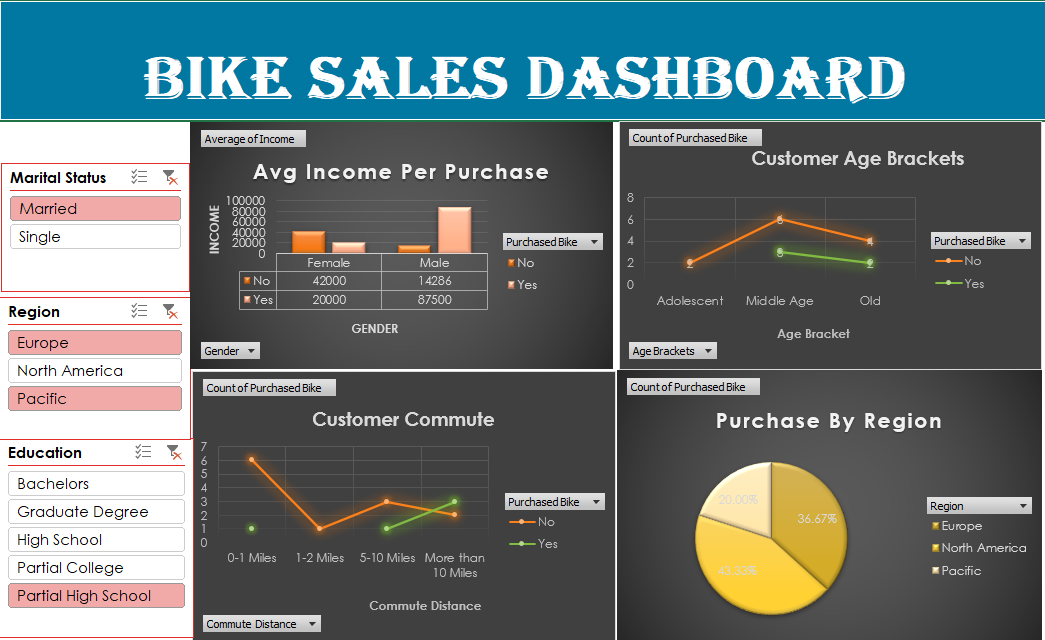 BIKE SALES DASHBOARD
Marital Status
Married
Single
Region
Europe
North America
Pacific
Education
Bachelors
Graduate Degree
High School
Partial College
Partial High School
Average of Income
Avg Income Per Purchase
INCOME
100000
80000
60000
40000
20000
0
Female Male
No 42000 14286
Yes 20000 87500
GENDER
Purchased Bike
No
Yes
Gender
Count of Purchased Bike
Customer Age Brackets
8
6
4
2
0
6
4
2
3
2
Adolescent Middle Age Old
Age Bracket
Purchased Bike
No
Yes
Age Brackets
Count of Purchased Bike
Customer Commute
7
6
5
4
3
2
1
0
0-1 Miles 1-2 Miles 5-10 Miles More than
10 Miles
Commute Distance
Purchased Bike
No
Yes
Commute Distance
Count of Purchased Bike
Purchase By Region
20.00%
36.67%
43.33%
Region
Europe
North America
Pacific